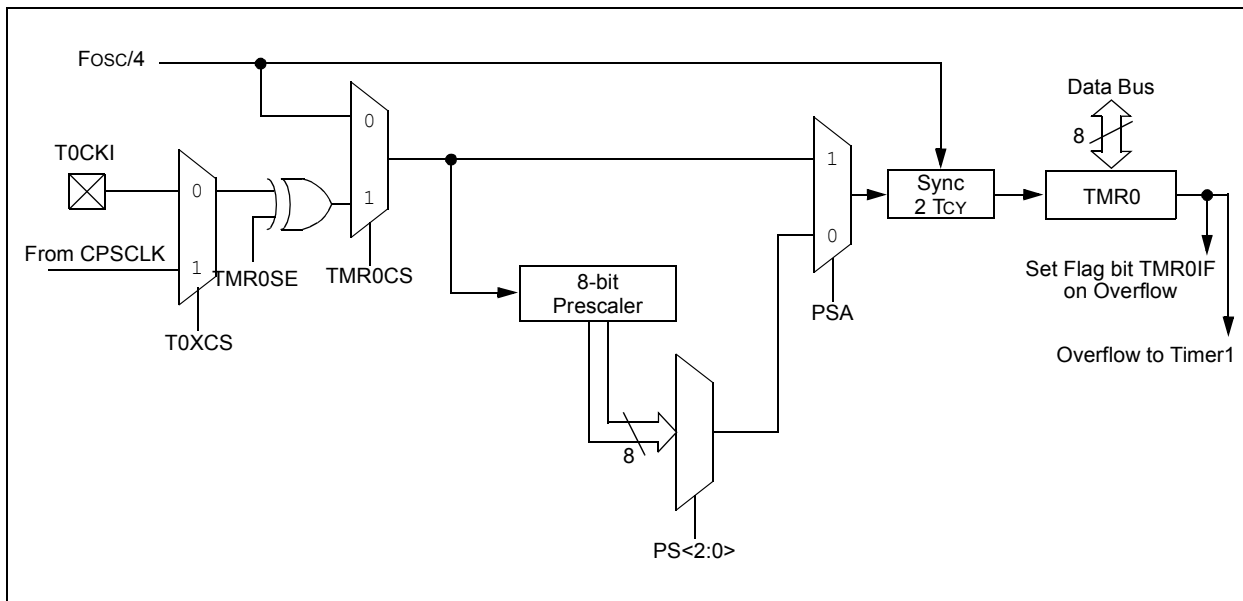 FOSC/4
T0CKI
0
1
From CPSCLK
T0XCS
TMR0SE
0
1
TMR0CS
8-bit
Prescaler
8
PS<2:0>
1
0
PSA
Sync
2 TCY
Data Bus
8
TMR0
Set Flag bit TMR0IF
on Overflow
Overflow to Timer1